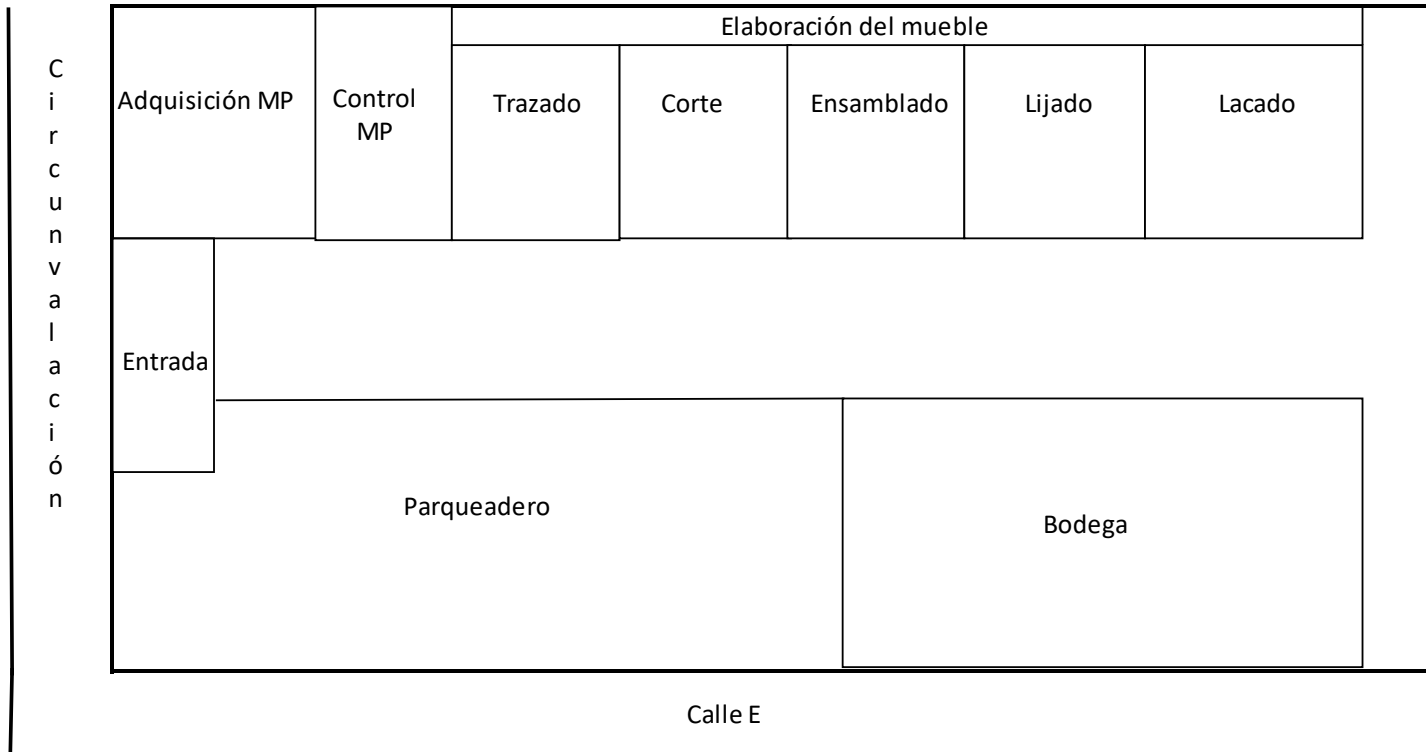 Circunvalación
Elaboración del mueble
Adquisición MP
Control
MP
Trazado
Corte
Ensamblado
Lijado
Lacado
Entrada
Parqueadero
Bodega
Calle E